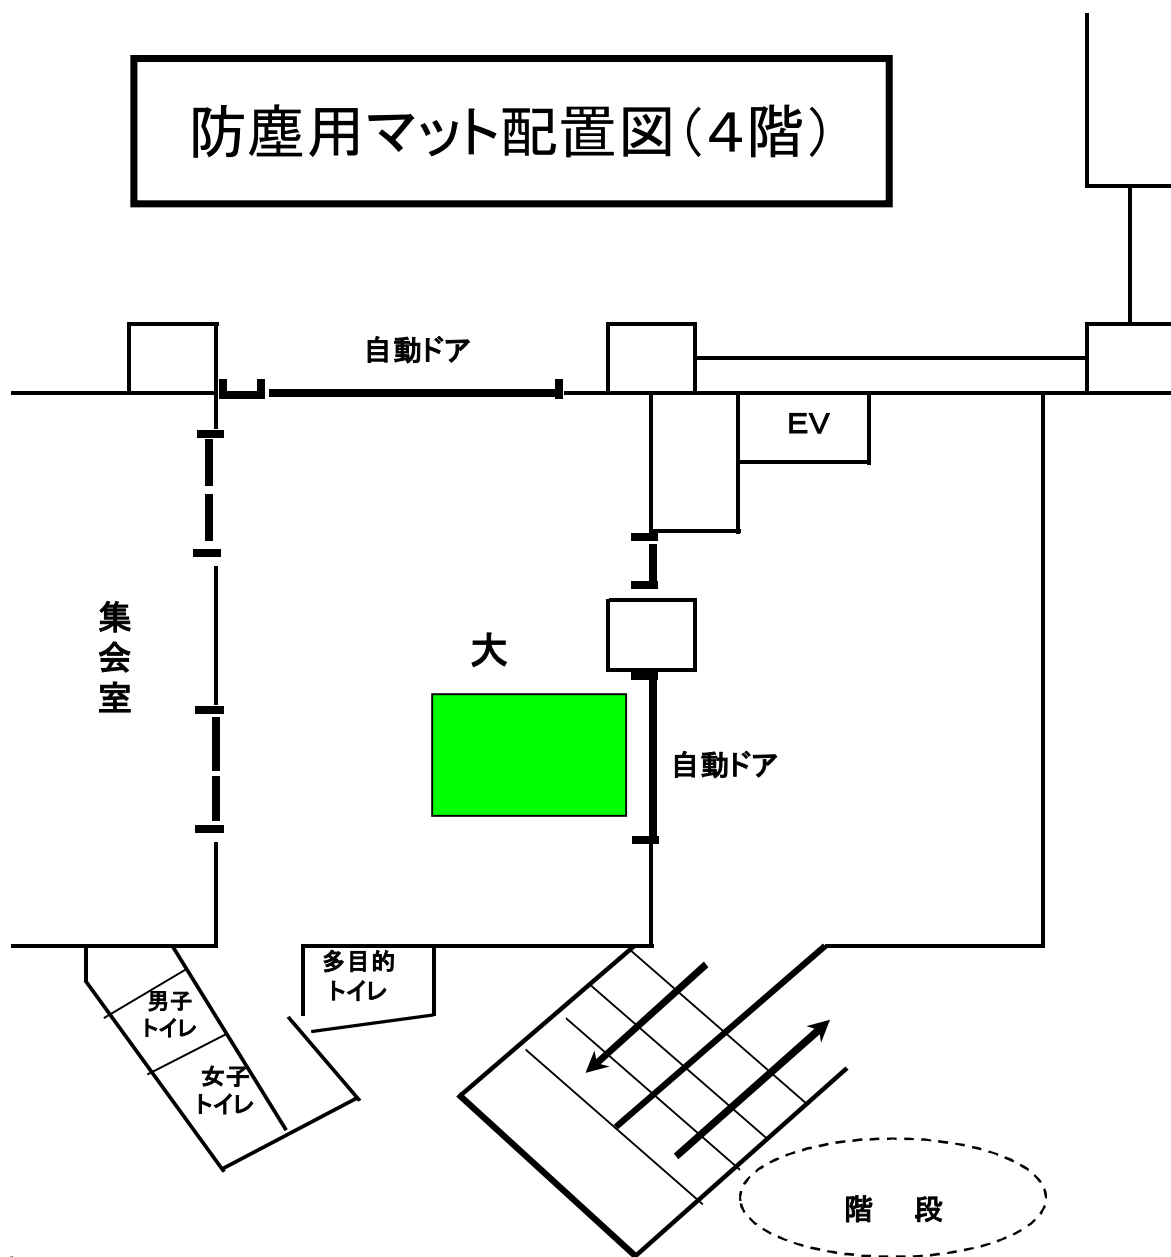 防塵用マット配置図（４階）
自動ドア
ＥＶ
集会室
大
自動ドア
多目的
トイレ
男子
トイレ
女子
トイレ
階　段